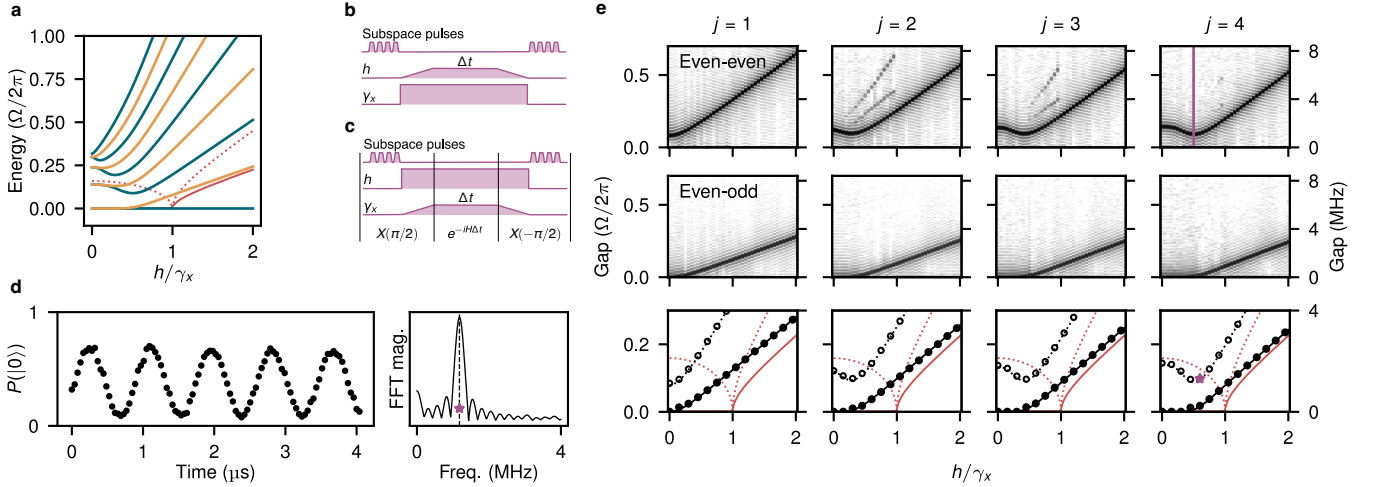 a
Energy (Ω/2π)
1.00
0.75
0.50
0.25
0.00
0
1
2
h/γx
b
Subspace pulses
h
Δt
γx
c
Subspace pulses
h
γx
Δt
X(π/2)
e^−iHΔt
X(−π/2)
d
P(|0⟩)
1
0
0
1
2
3
4
Time (μs)
FFT mag.
0
4
Freq. (MHz)
e
j = 1
j = 2
j = 3
j = 4
Even-even
0.5
0.0
8
4
0
Even-odd
0.5
0.0
8
4
0
Gap (Ω/2π)
Gap (MHz)
0.2
0.0
4
0
0
1
2
0
1
2
0
1
2
0
1
2
h/γx